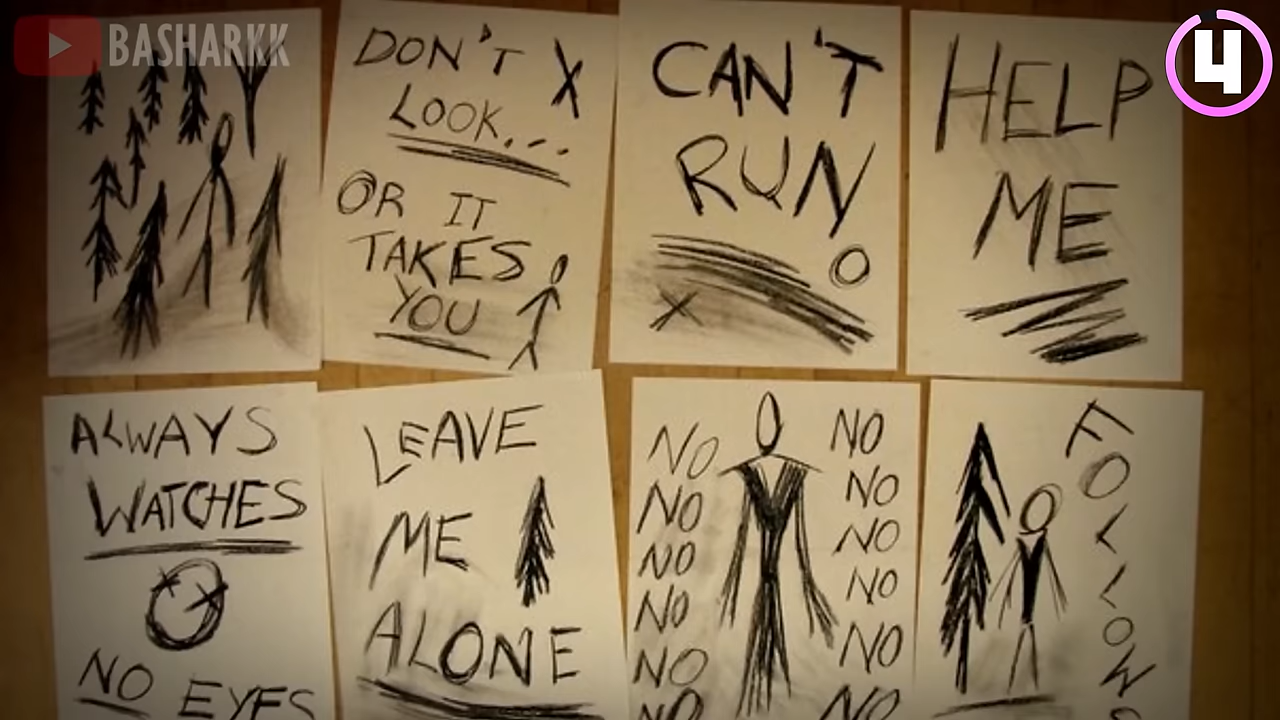 BASHARKK
4
DON'T
LOOK...
OR IT
TAKES
YOU
CAN'T
RUN
HELP
ME
ALWAYS
WATCHES
NO EYES
LEAVE
ME
ALONE
NO NO
NO NO
NO NO
NO NO
NO NO
NO NO
FOLLOWS